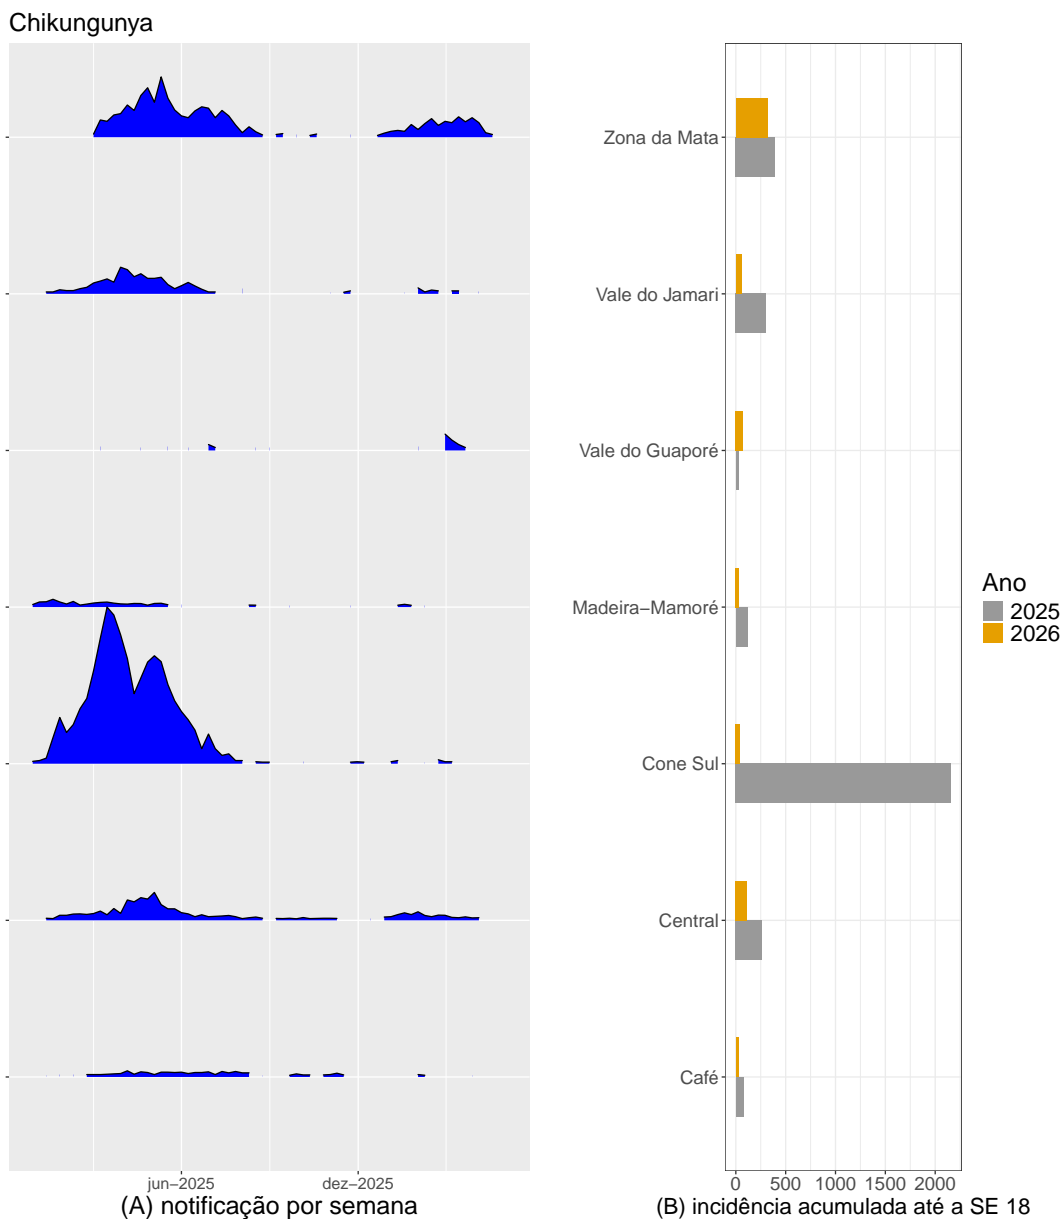 Chikungunya
Zona da Mata
Vale do Jamari
Vale do Guaporé
Madeira−Mamoré
Cone Sul
Central
Café
jun−2025
dez−2025
(A) notificação por semana
0
500
1000
1500
2000
(B) incidência acumulada até a SE 18
Ano
2025
2026